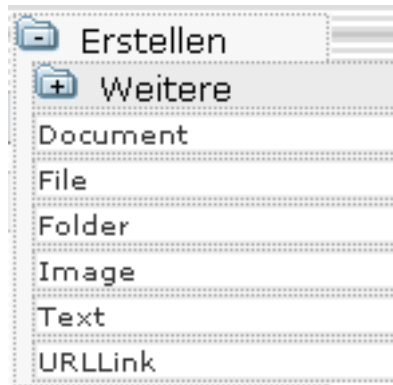 Erstellen
Weitere
Document
File
Folder
Image
Text
URLLink